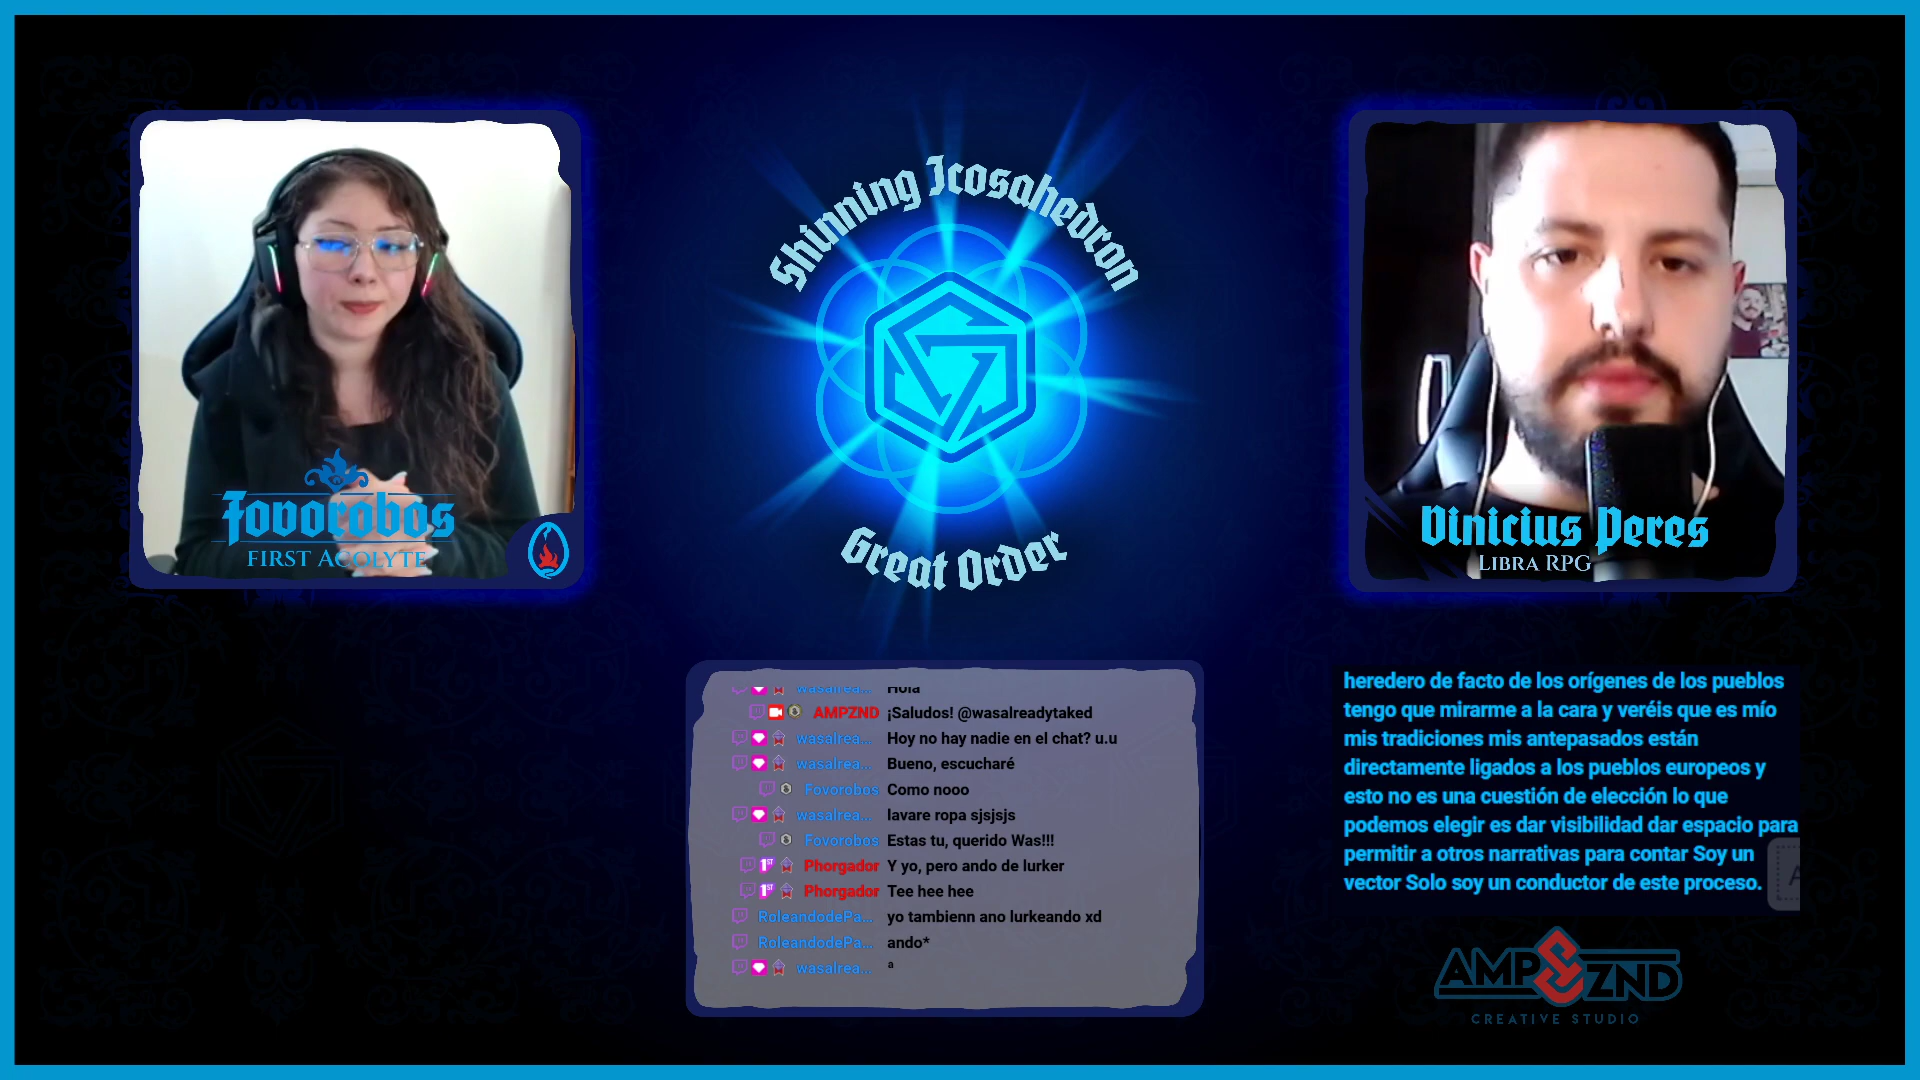 Shinning Icosahedron
Great Order
Fovorobos
FIRST ACOLYTE
Vinicius Peres
LIBRA RPG
wasalrea... Hola
AMPZND ¡Saludos! @wasalreadytaked
wasalrea... Hoy no hay nadie en el chat? u.u
wasalrea... Bueno, escucharé
Fovorobos Como nooo
wasalrea... lavare ropa sjsjsjs
Fovorobos Estas tu, querido Was!!!
1ST Phorgador Y yo, pero ando de lurker
1ST Phorgador Tee hee hee
RoleandodePa... yo tambienn ano lurkeando xd
RoleandodePa... ando*
wasalrea... a
heredero de facto de los orígenes de los pueblos
tengo que mirarme a la cara y veréis que es mío
mis tradiciones mis antepasados están
directamente ligados a los pueblos europeos y
esto no es una cuestión de elección lo que
podemos elegir es dar visibilidad dar espacio para
permitir a otros narrativas para contar Soy un
vector Solo soy un conductor de este proceso.
A
AMPZND
CREATIVE STUDIO